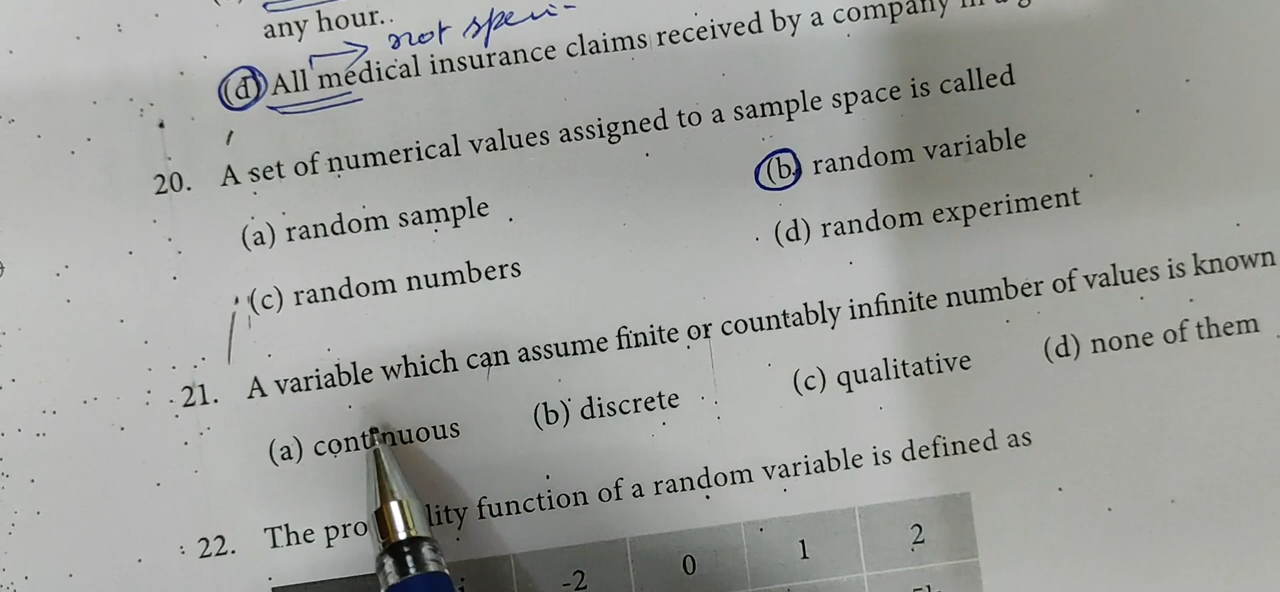 any hour..
not
(d) All medical insurance claims received by a company
20. A set of numerical values assigned to a sample space is called
(a) random sample
(b) random variable
(c) random numbers
(d) random experiment
21. A variable which can assume finite or countably infinite number of values is known
(a) continuous (b) discrete (c) qualitative (d) none of them
22. The pro lity function of a random variable is defined as
-2 0 1 2